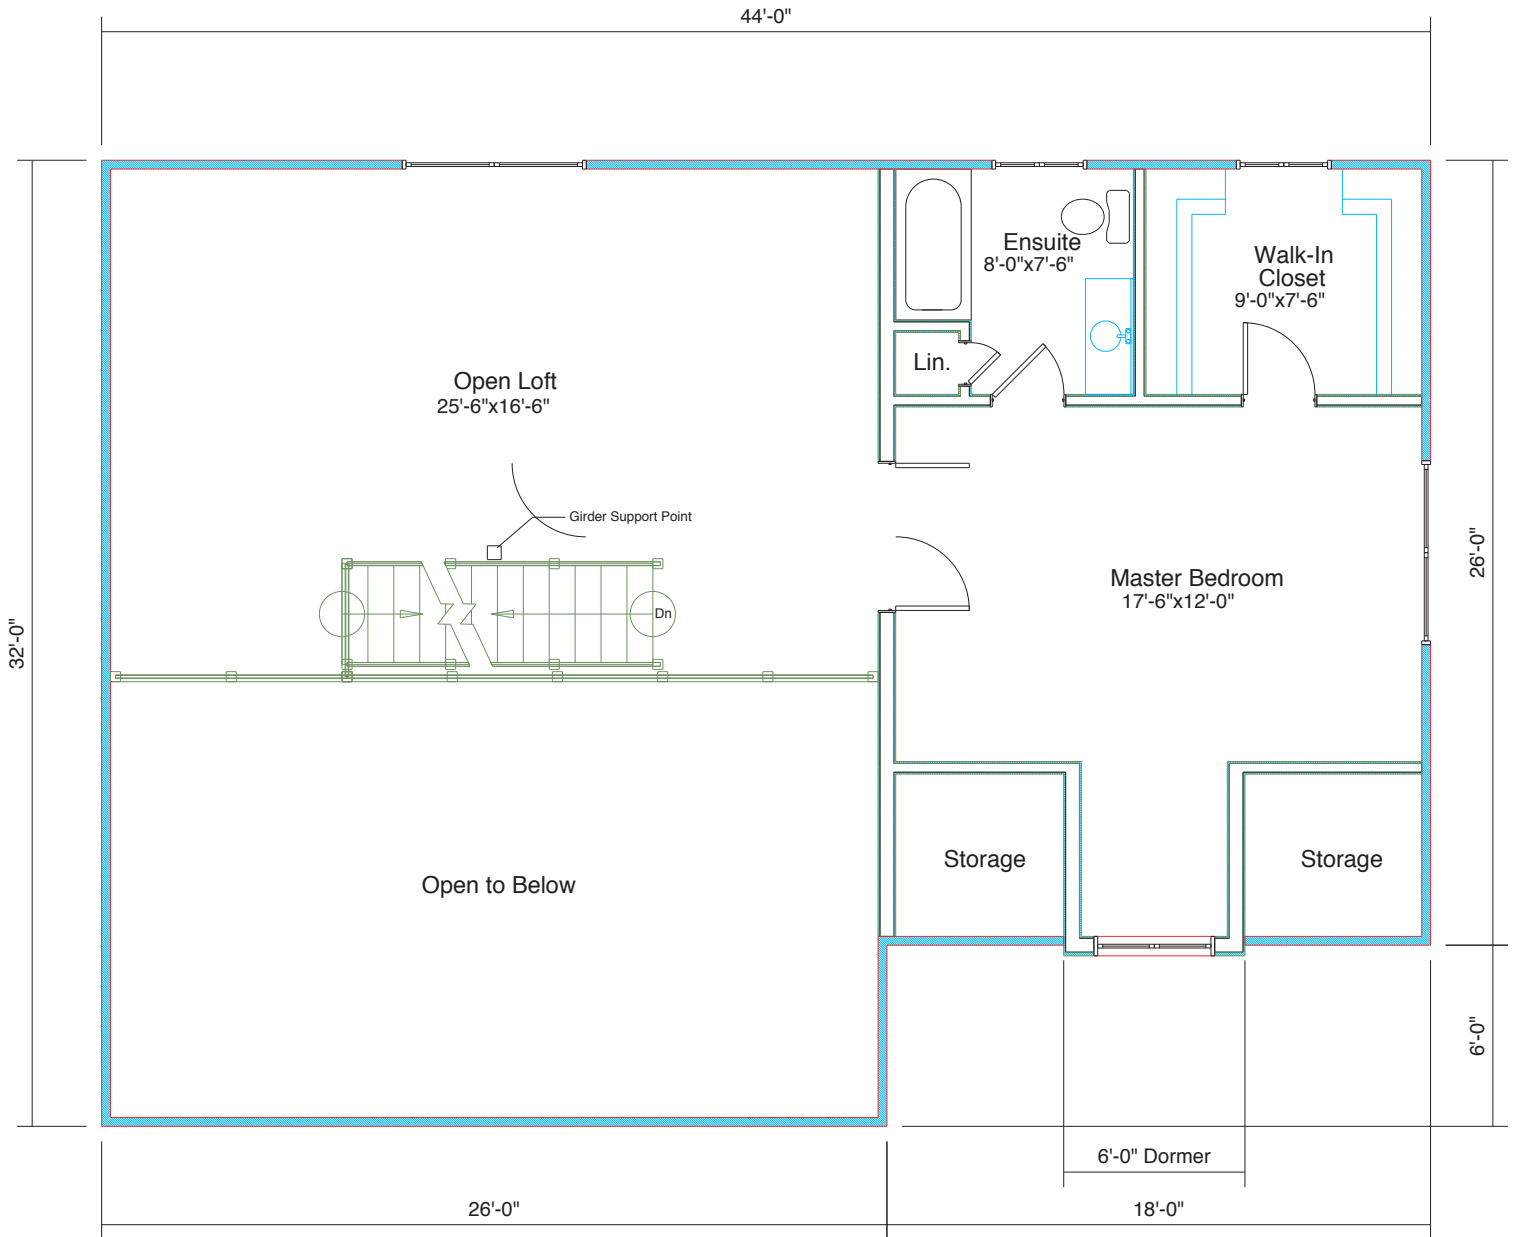 44'-0"
Ensuite
8'-0"x7'-6"
Walk-In
Closet
9'-0"x7'-6"
Lin.
Open Loft
25'-6"x16'-6"
Girder Support Point
Dn
Master Bedroom
17'-6"x12'-0"
26'-0"
32'-0"
Storage
Storage
Open to Below
6'-0"
6'-0" Dormer
26'-0"
18'-0"